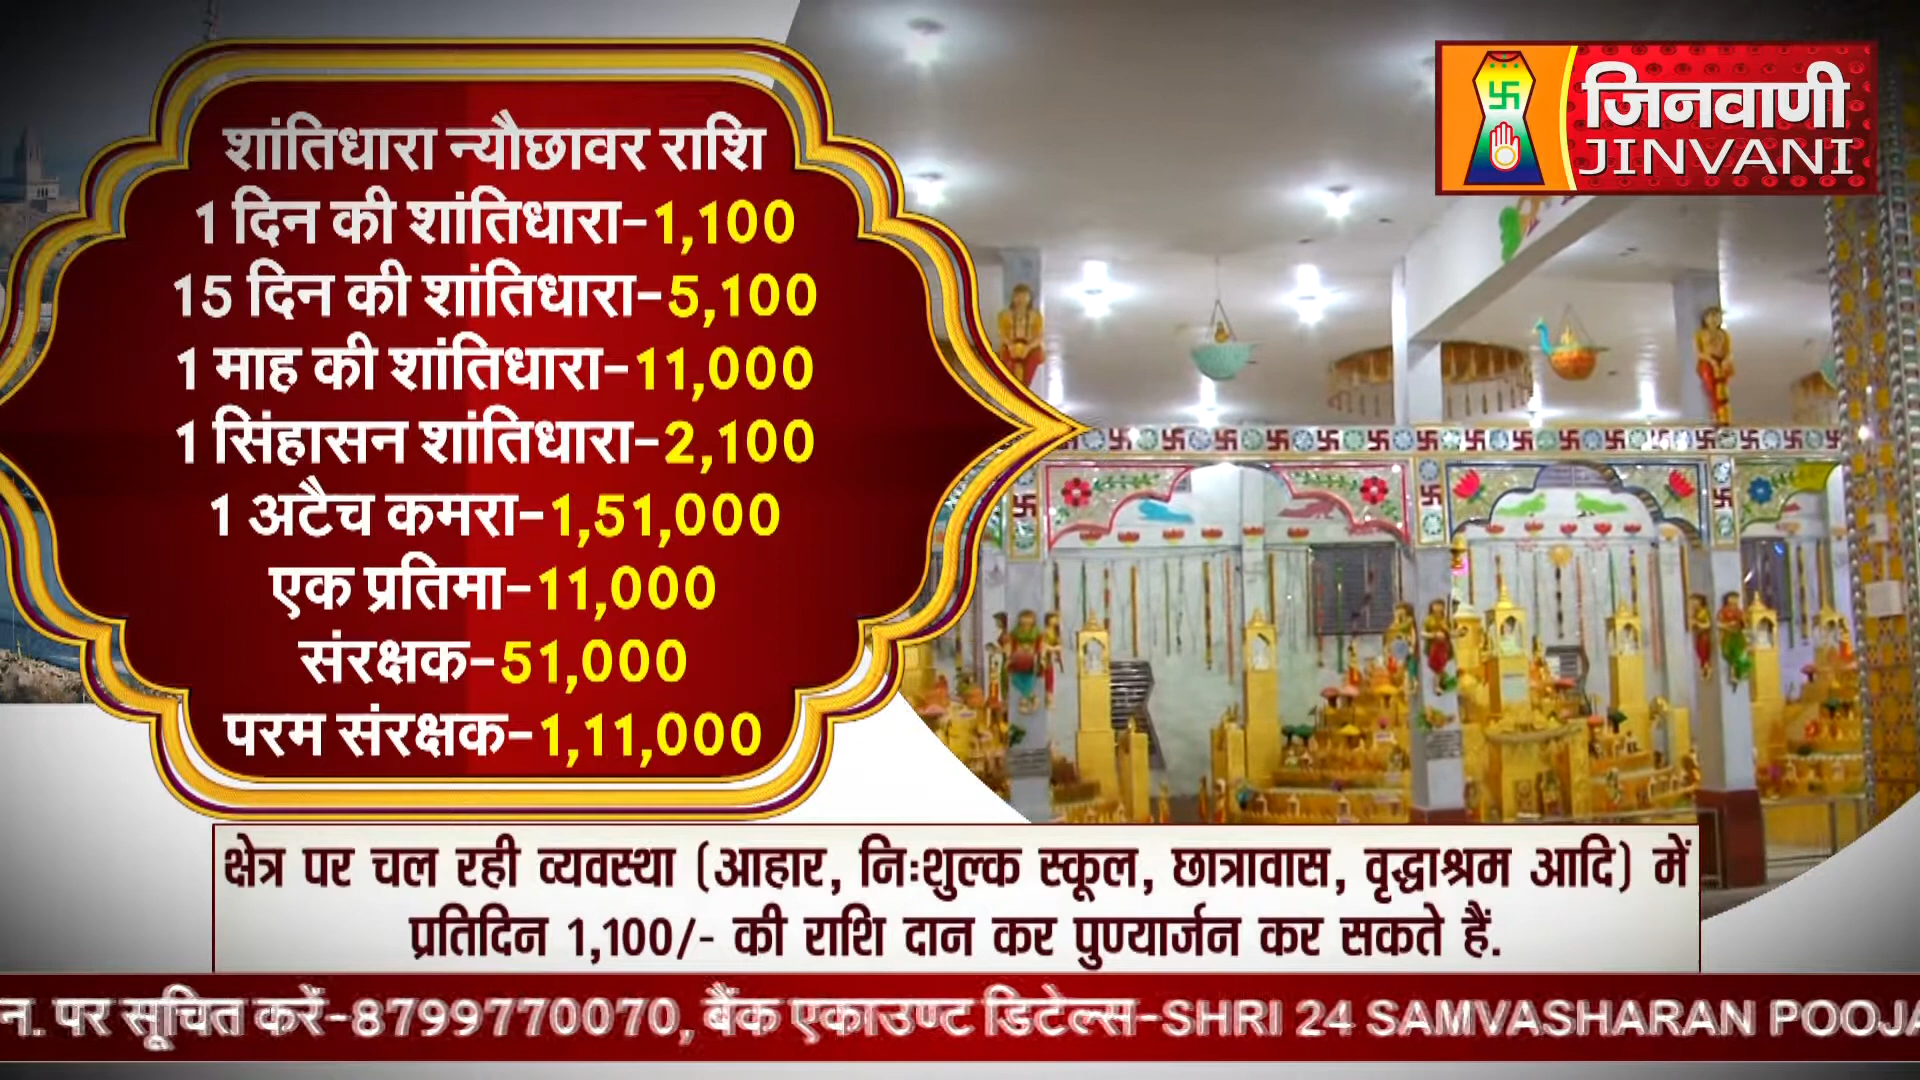 शांतिधारा न्यौछावर राशि
1 दिन की शांतिधारा-1,100
15 दिन की शांतिधारा-5,100
1 माह की शांतिधारा-11,000
1 सिंहासन शांतिधारा-2,100
1 अटैच कमरा-1,51,000
एक प्रतिमा-11,000
संरक्षक-51,000
परम संरक्षक-1,11,000
जिनवाणी
JINVANI
क्षेत्र पर चल रही व्यवस्था (आहार, निःशुल्क स्कूल, छात्रावास, वृद्धाश्रम आदि) में
प्रतिदिन 1,100/- की राशि दान कर पुण्यार्जन कर सकते हैं.
न. पर सूचित करें-8799770070, बैंक एकाउण्ट डिटेल्स-SHRI 24 SAMVASHARAN POOJA